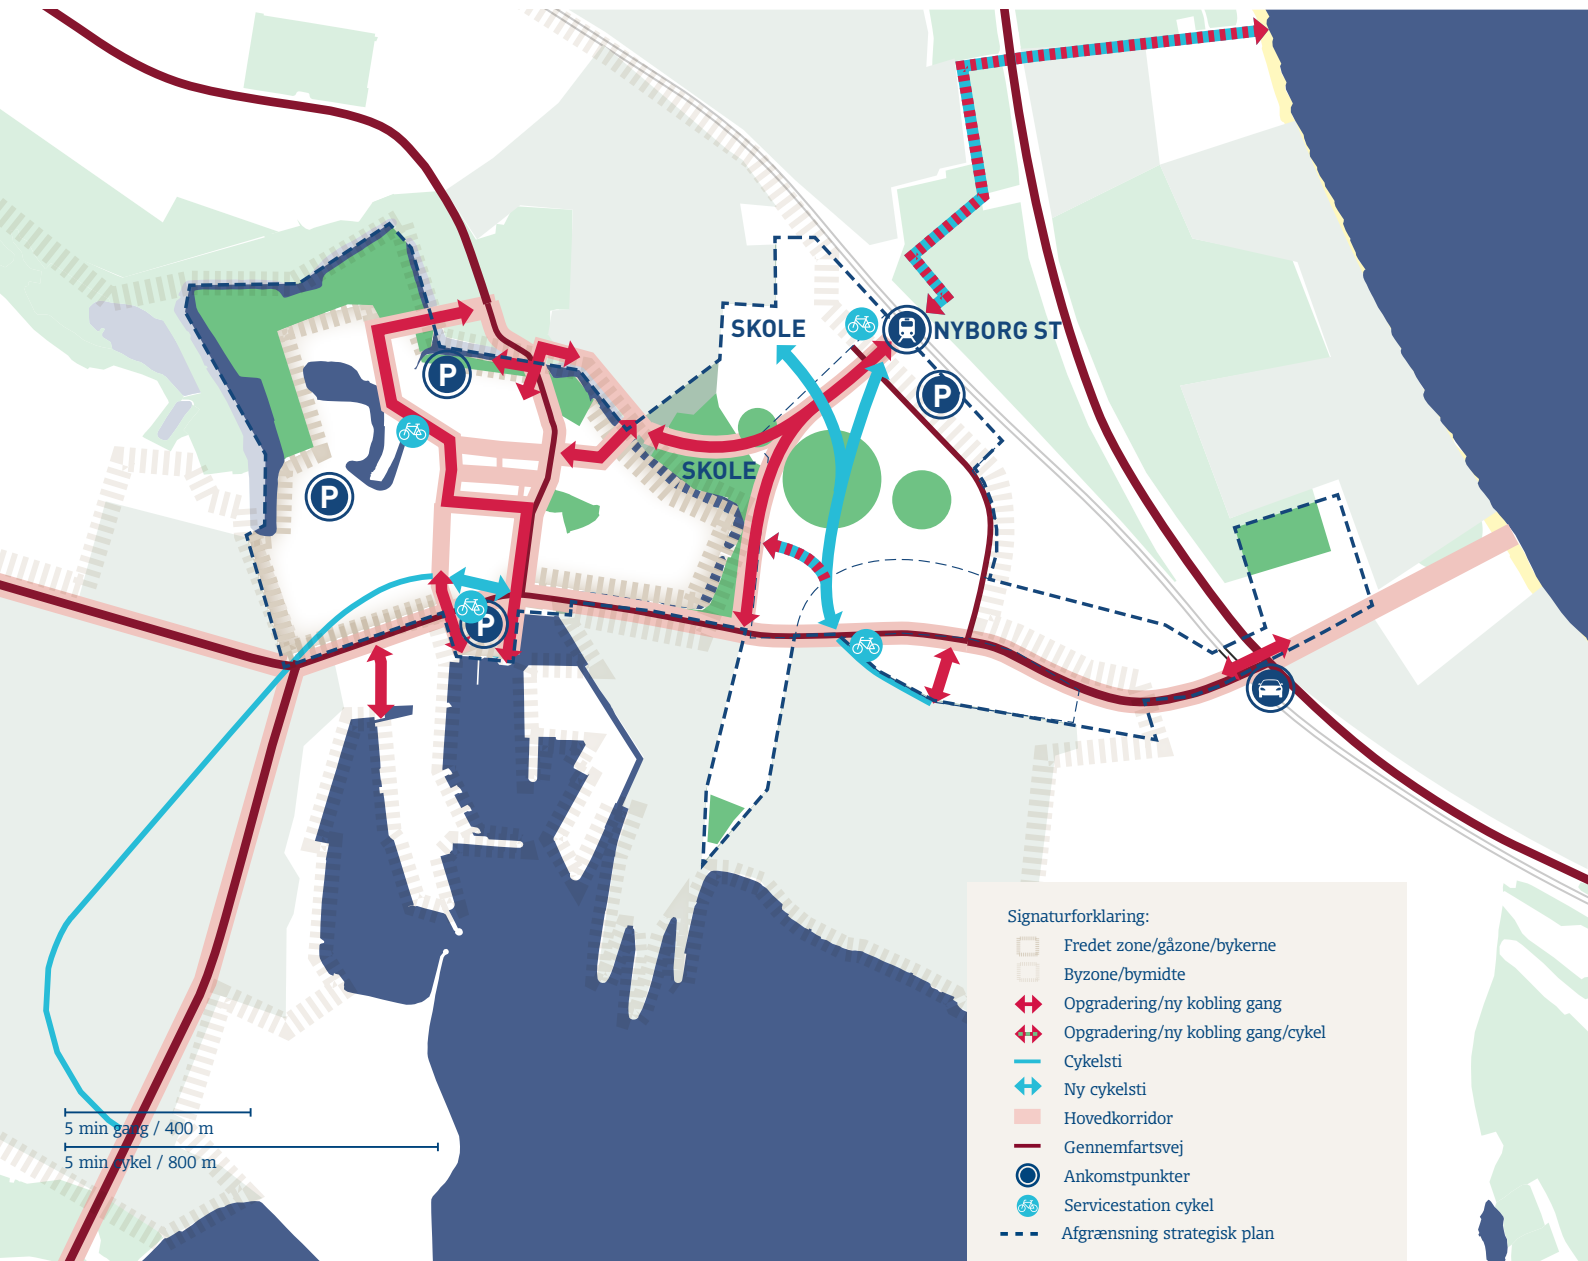 SKOLE
NYBORG ST
P
P
SKOLE
P
P
Signaturforklaring:
Fredet zone/gåzone/bykerne
Byzone/bymidte
Opgradering/ny kobling gang
Opgradering/ny kobling gang/cykel
Cykelsti
Ny cykelsti
Hovedkorridor
Gennemfartsvej
Ankomstpunkter
Servicestation cykel
Afgrænsning strategisk plan
5 min gang / 400 m
5 min cykel / 800 m